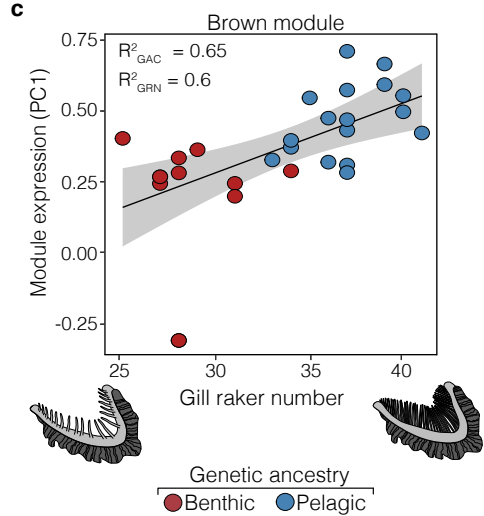 c
Brown module
R²GAC = 0.65
R²GRN = 0.6
Module expression (PC1)
0.75
0.50
0.25
0.00
-0.25
25 30 35 40
Gill raker number
Genetic ancestry
Benthic Pelagic